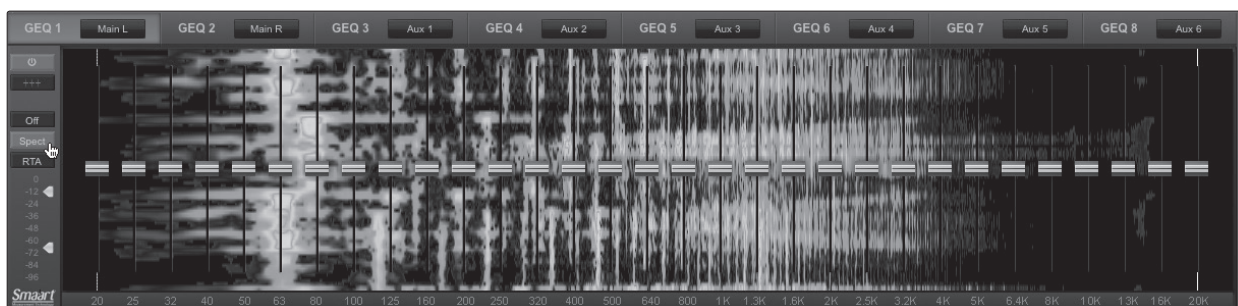 GEQ 1 Main L GEQ 2 Main R GEQ 3 Aux 1 GEQ 4 Aux 2 GEQ 5 Aux 3 GEQ 6 Aux 4 GEQ 7 Aux 5 GEQ 8 Aux 6
+++
Off
Spect
RTA
0
-12
-24
-36
-48
-60
-72
-84
-96
Smaart
20 25 32 40 50 63 80 100 125 160 200 250 320 400 500 640 800 1K 1.3K 1.6K 2K 2.5K 3.2K 4K 5K 6.4K 8K 10K 13K 16K 20K